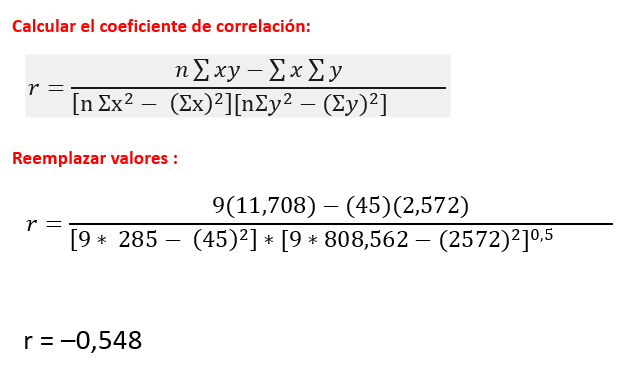 Calcular el coeficiente de correlación:
r = (n ∑ xy − ∑ x ∑ y) / ([n Σx² − (Σx)²][nΣy² − (Σy)²])
Reemplazar valores :
r = (9(11,708) − (45)(2,572)) / ([9 ∗ 285 − (45)²] ∗ [9 ∗ 808,562 − (2572)²]^0,5)
r = –0,548